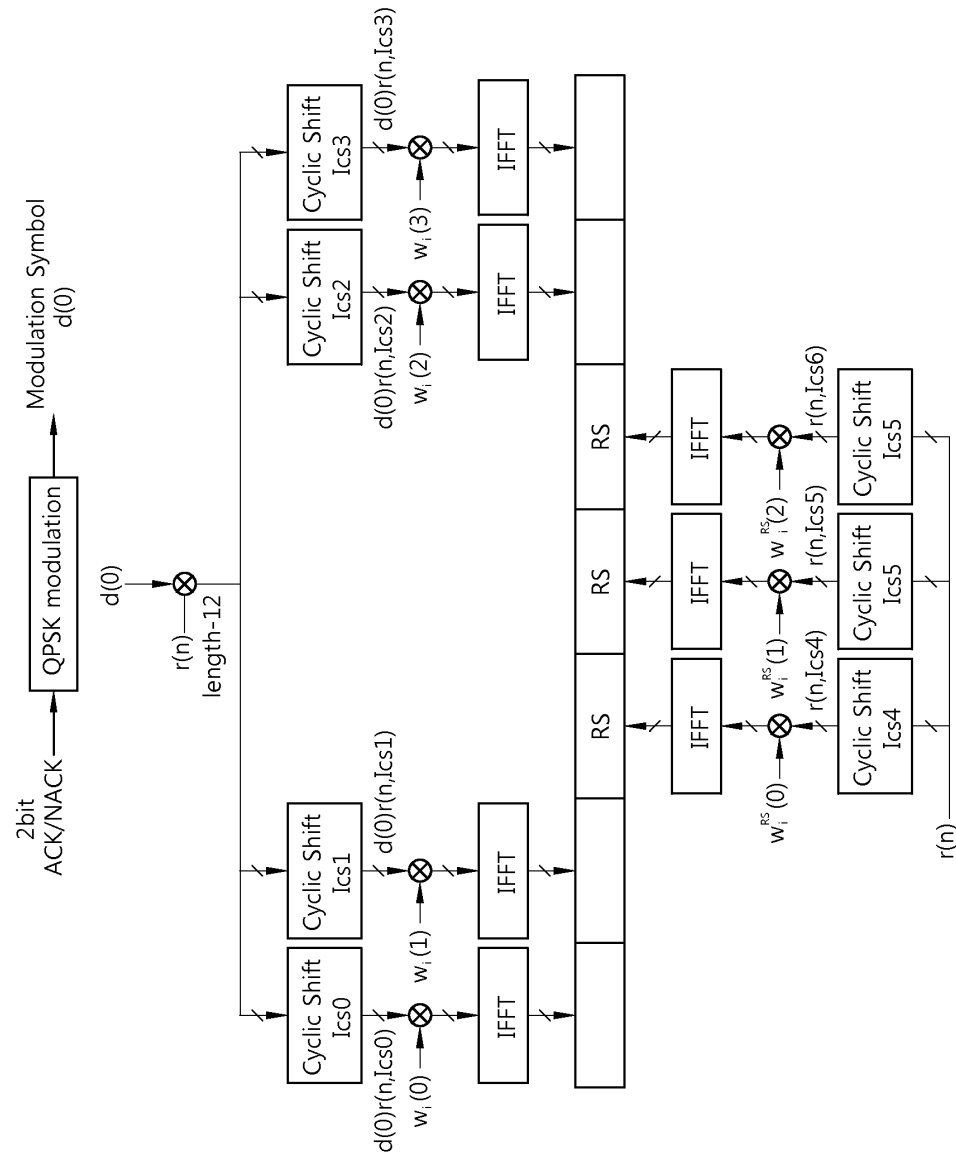 2bit
ACK/NACK
QPSK modulation
Modulation Symbol
d(0)
d(0)
r(n)
length-12
Cyclic Shift
Ics0
Cyclic Shift
Ics1
Cyclic Shift
Ics2
Cyclic Shift
Ics3
d(0)r(n,Ics0)
d(0)r(n,Ics1)
d(0)r(n,Ics2)
d(0)r(n,Ics3)
w_i(0)
w_i(1)
w_i(2)
w_i(3)
IFFT
IFFT
IFFT
IFFT
RS
RS
RS
IFFT
IFFT
IFFT
w_i^RS(0)
w_i^RS(1)
w_i^RS(2)
r(n,Ics4)
r(n,Ics5)
r(n,Ics6)
Cyclic Shift
Ics4
Cyclic Shift
Ics5
Cyclic Shift
Ics5
r(n)